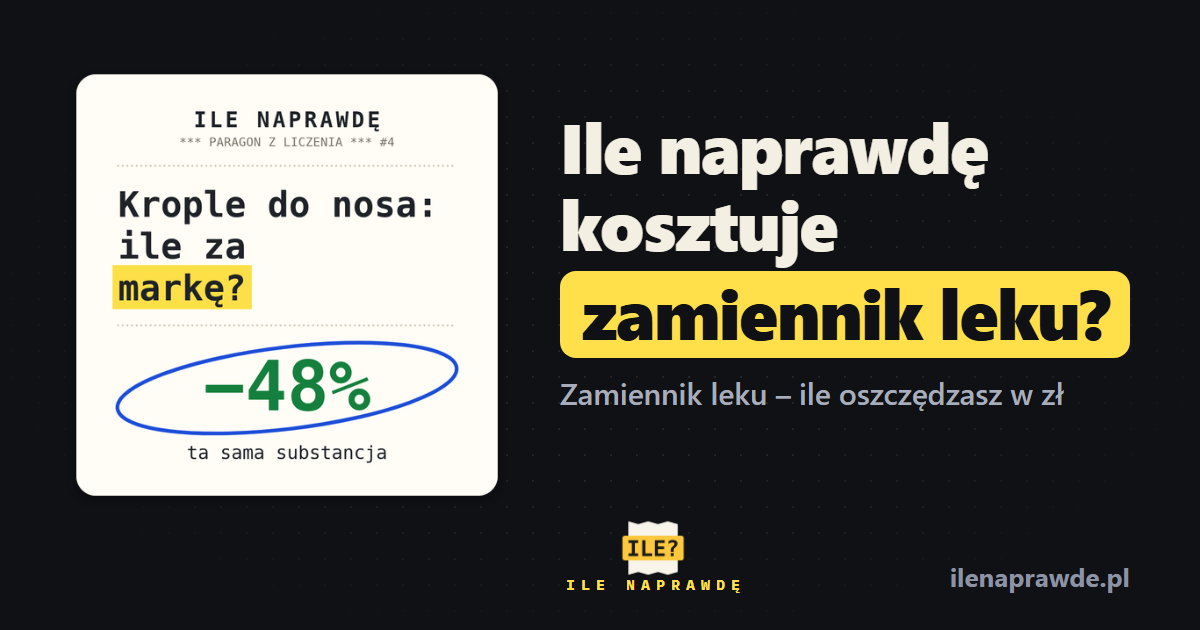 ILE NAPRAWDĘ
*** PARAGON Z LICZENIA *** #4
Krople do nosa:
ile za
markę?
−48%
ta sama substancja
Ile naprawdę
kosztuje
zamiennik leku?
Zamiennik leku – ile oszczędzasz w zł
ILE?
ILE NAPRAWDĘ
ilenaprawde.pl